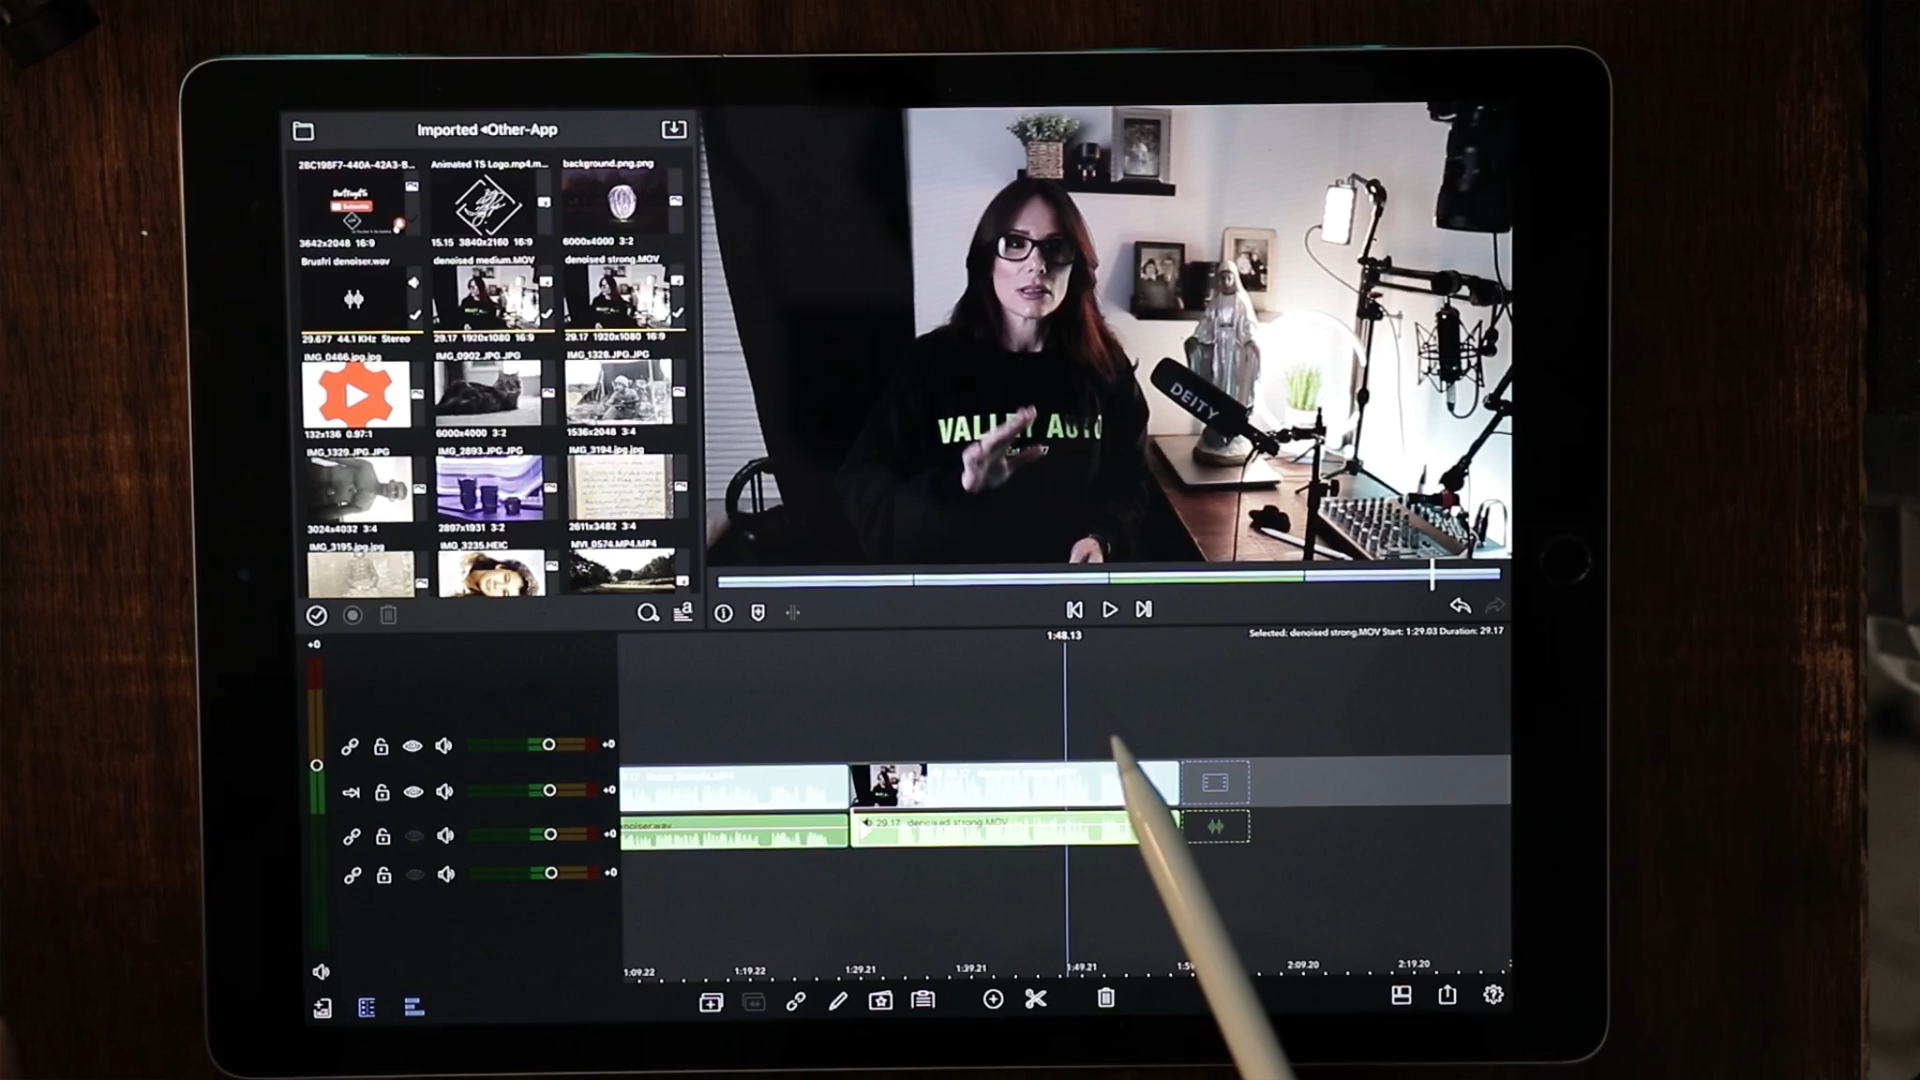 Imported ◂Other-App
2BC198F7-440A-42A3-B...
Animated TS Logo.mp4.m...
background.png.png
3642x2048 16:9
15.15 3840x2160 16:9
6000x4000 3:2
Brusfri denoiser.wav
denoised medium.MOV
denoised strong.MOV
29.677 44.1 KHz Stereo
29.17 1920x1080 16:9
29.17 1920x1080 16:9
IMG_0466.jpg.jpg
IMG_0902.JPG.JPG
IMG_1328.JPG.JPG
132x136 0.97:1
6000x4000 3:2
1536x2048 3:4
IMG_1329.JPG.JPG
IMG_2893.JPG.JPG
IMG_3194.jpg.jpg
3024x4032 3:4
2897x1931 3:2
2611x3482 3:4
IMG_3195.jpg.jpg
IMG_3235.HEIC
MVI_0574.MP4.MP4
DEITY
VALLEY AUTO
+0
1:48.13
Selected: denoised strong.MOV Start: 1:29.03 Duration: 29.17
+0
+0
+0
+0
29.17 denoised strong.MOV
1:09.22
1:19.22
1:29.21
1:39.21
1:49.21
2:09.20
2:19.20